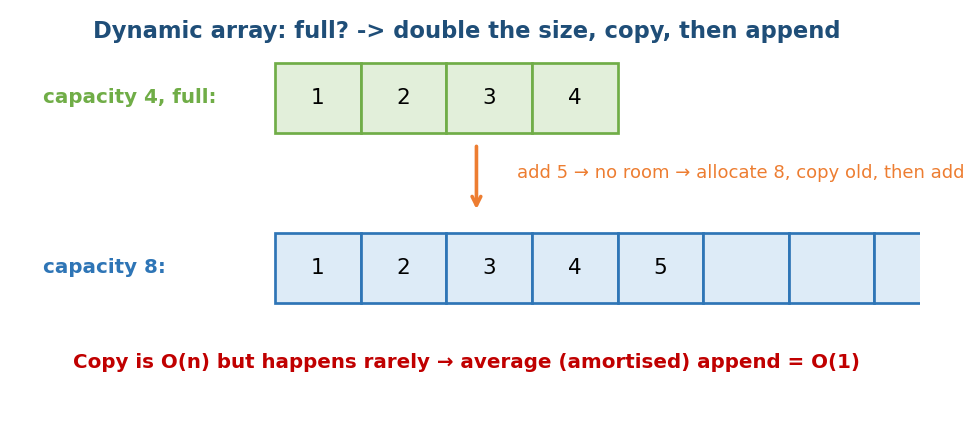 Dynamic array: full? -> double the size, copy, then append
capacity 4, full: 1 2 3 4
add 5 → no room → allocate 8, copy old, then add
capacity 8: 1 2 3 4 5
Copy is O(n) but happens rarely → average (amortised) append = O(1)